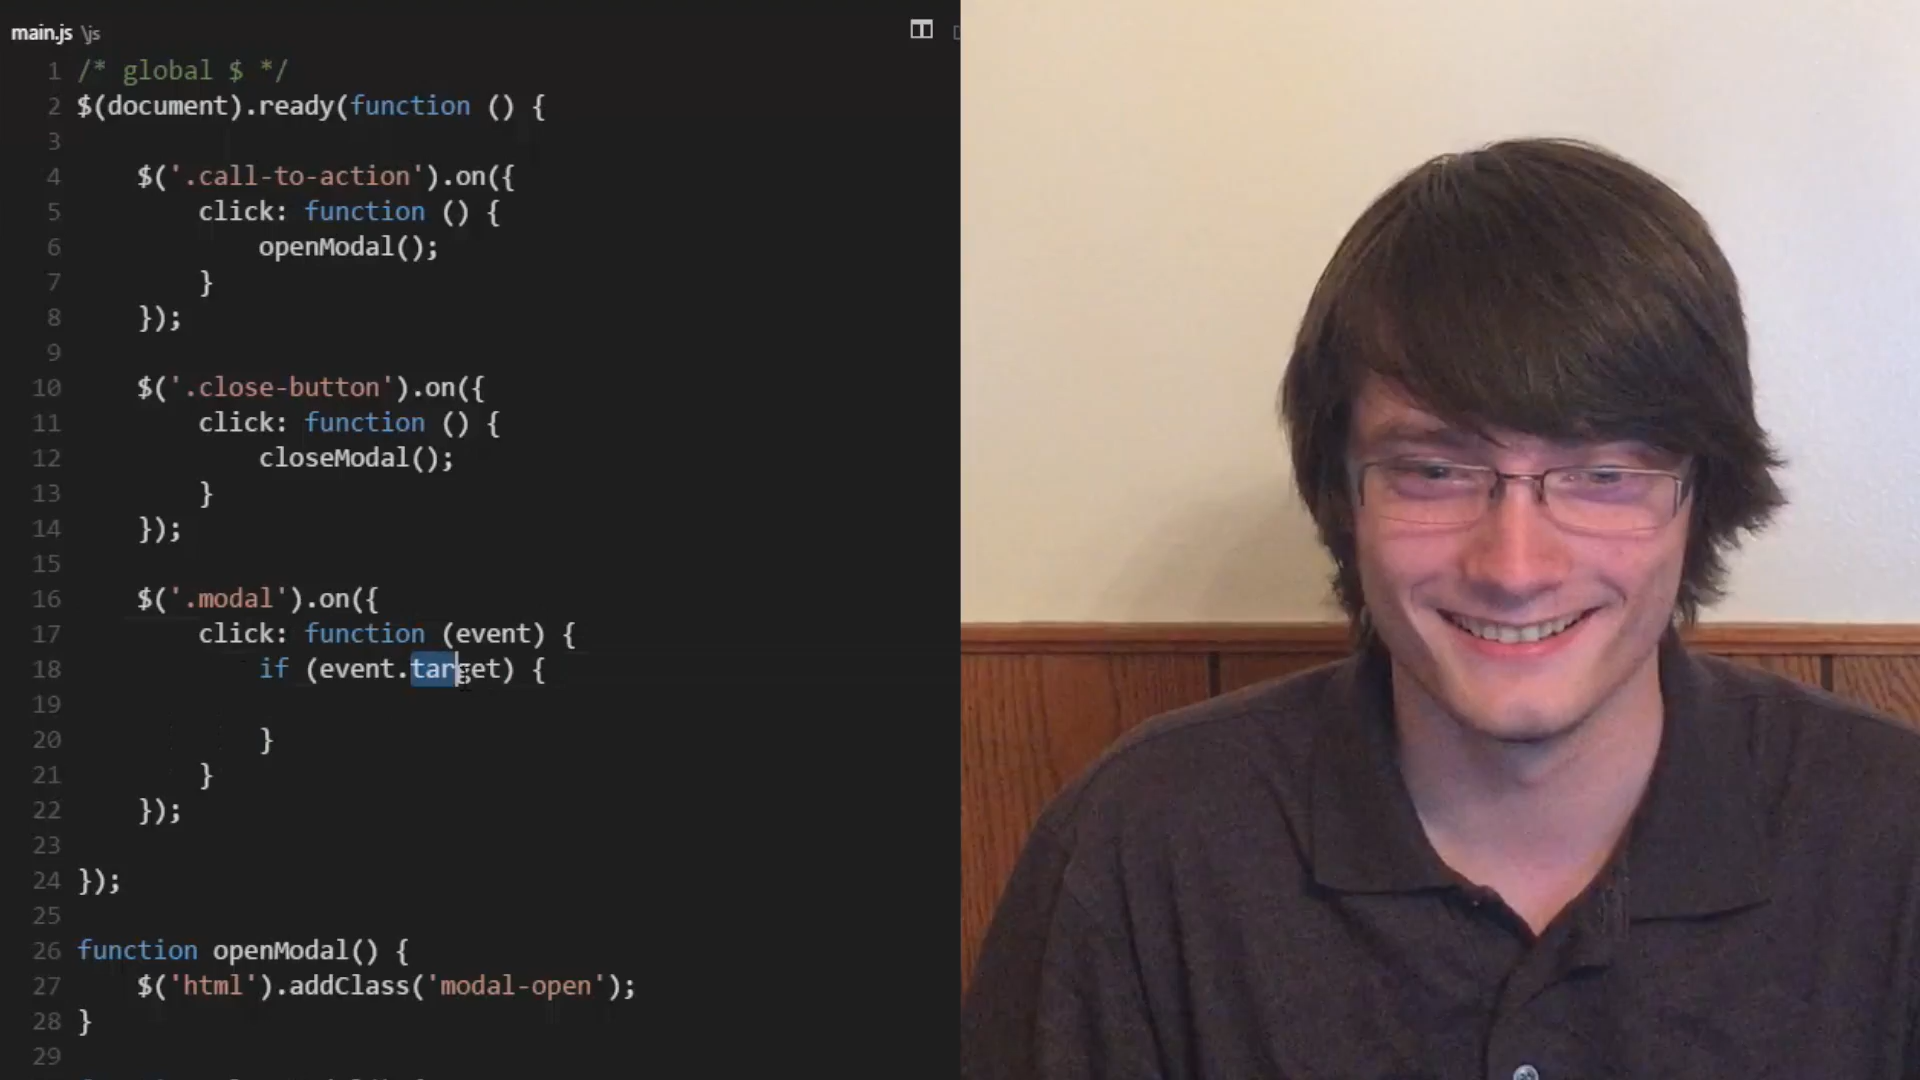 main.js \js
1 /* global $ */
2 $(document).ready(function () {
3
4 $('.call-to-action').on({
5 click: function () {
6 openModal();
7 }
8 });
9
10 $('.close-button').on({
11 click: function () {
12 closeModal();
13 }
14 });
15
16 $('.modal').on({
17 click: function (event) {
18 if (event.target) {
19
20 }
21 }
22 });
23
24 });
25
26 function openModal() {
27 $('html').addClass('modal-open');
28 }
29